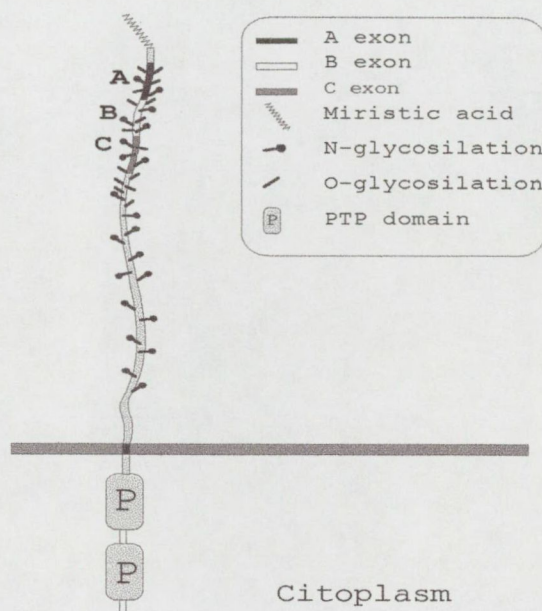 A exon
B exon
C exon
Miristic acid
N-glycosilation
O-glycosilation
P PTP domain
A
B
C
P
P
Citoplasm